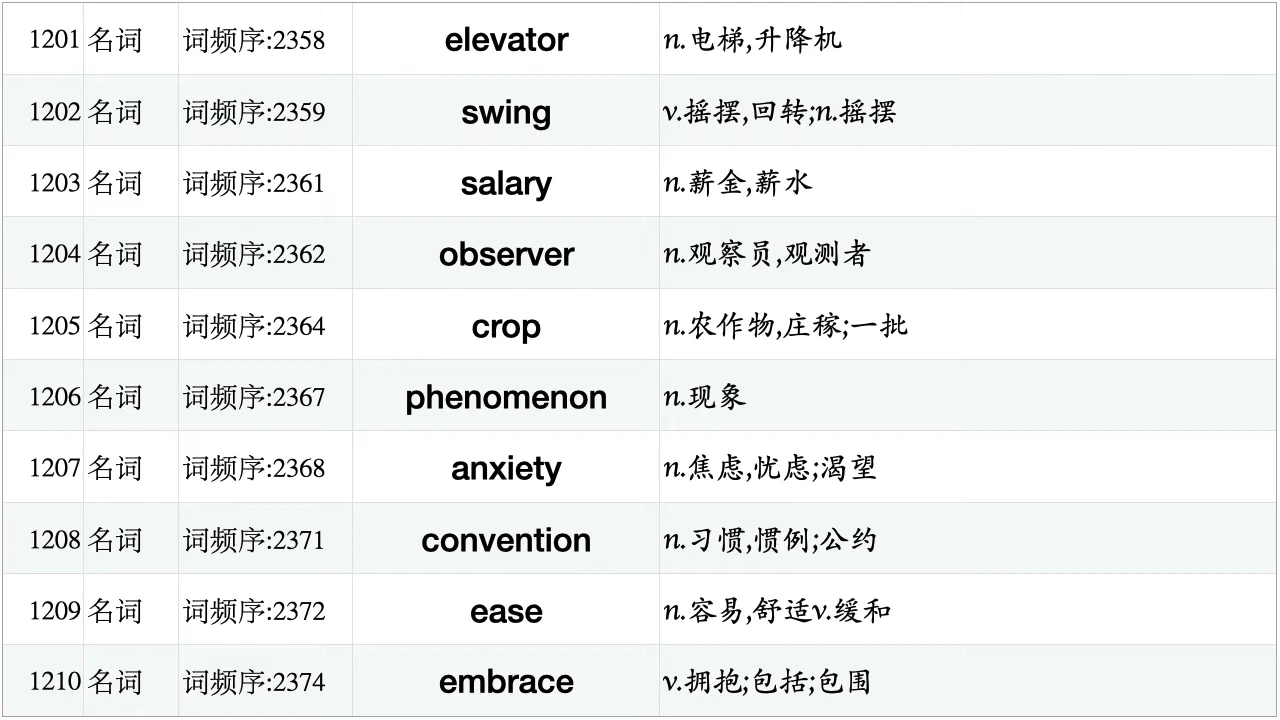 1201 名词 词频序:2358 elevator n.电梯,升降机
1202 名词 词频序:2359 swing v.摇摆,回转;n.摇摆
1203 名词 词频序:2361 salary n.薪金,薪水
1204 名词 词频序:2362 observer n.观察员,观测者
1205 名词 词频序:2364 crop n.农作物,庄稼;一批
1206 名词 词频序:2367 phenomenon n.现象
1207 名词 词频序:2368 anxiety n.焦虑,忧虑;渴望
1208 名词 词频序:2371 convention n.习惯,惯例;公约
1209 名词 词频序:2372 ease n.容易,舒适v.缓和
1210 名词 词频序:2374 embrace v.拥抱;包括;包围